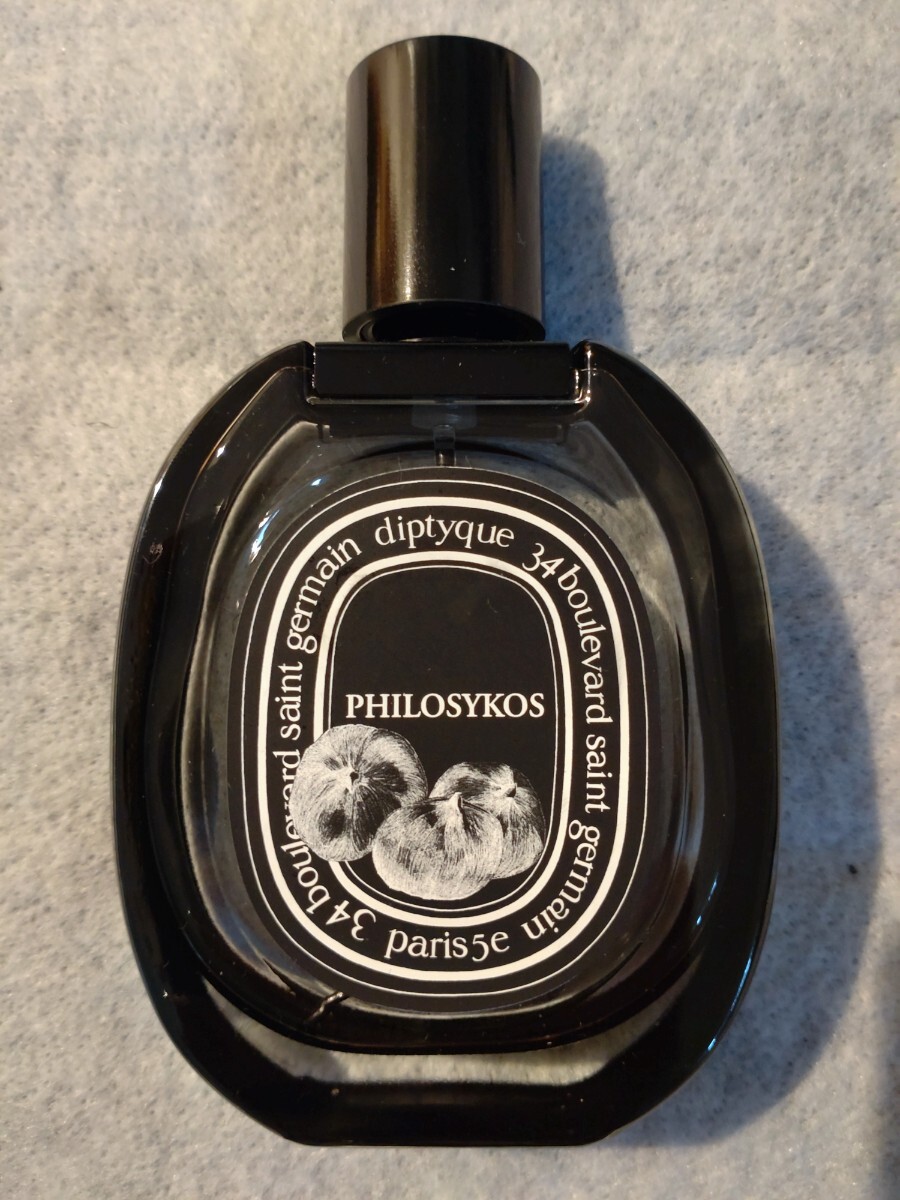 diptyque
34 boulevard saint germain
paris 5e
34 boulevard saint germain
PHILOSYKOS